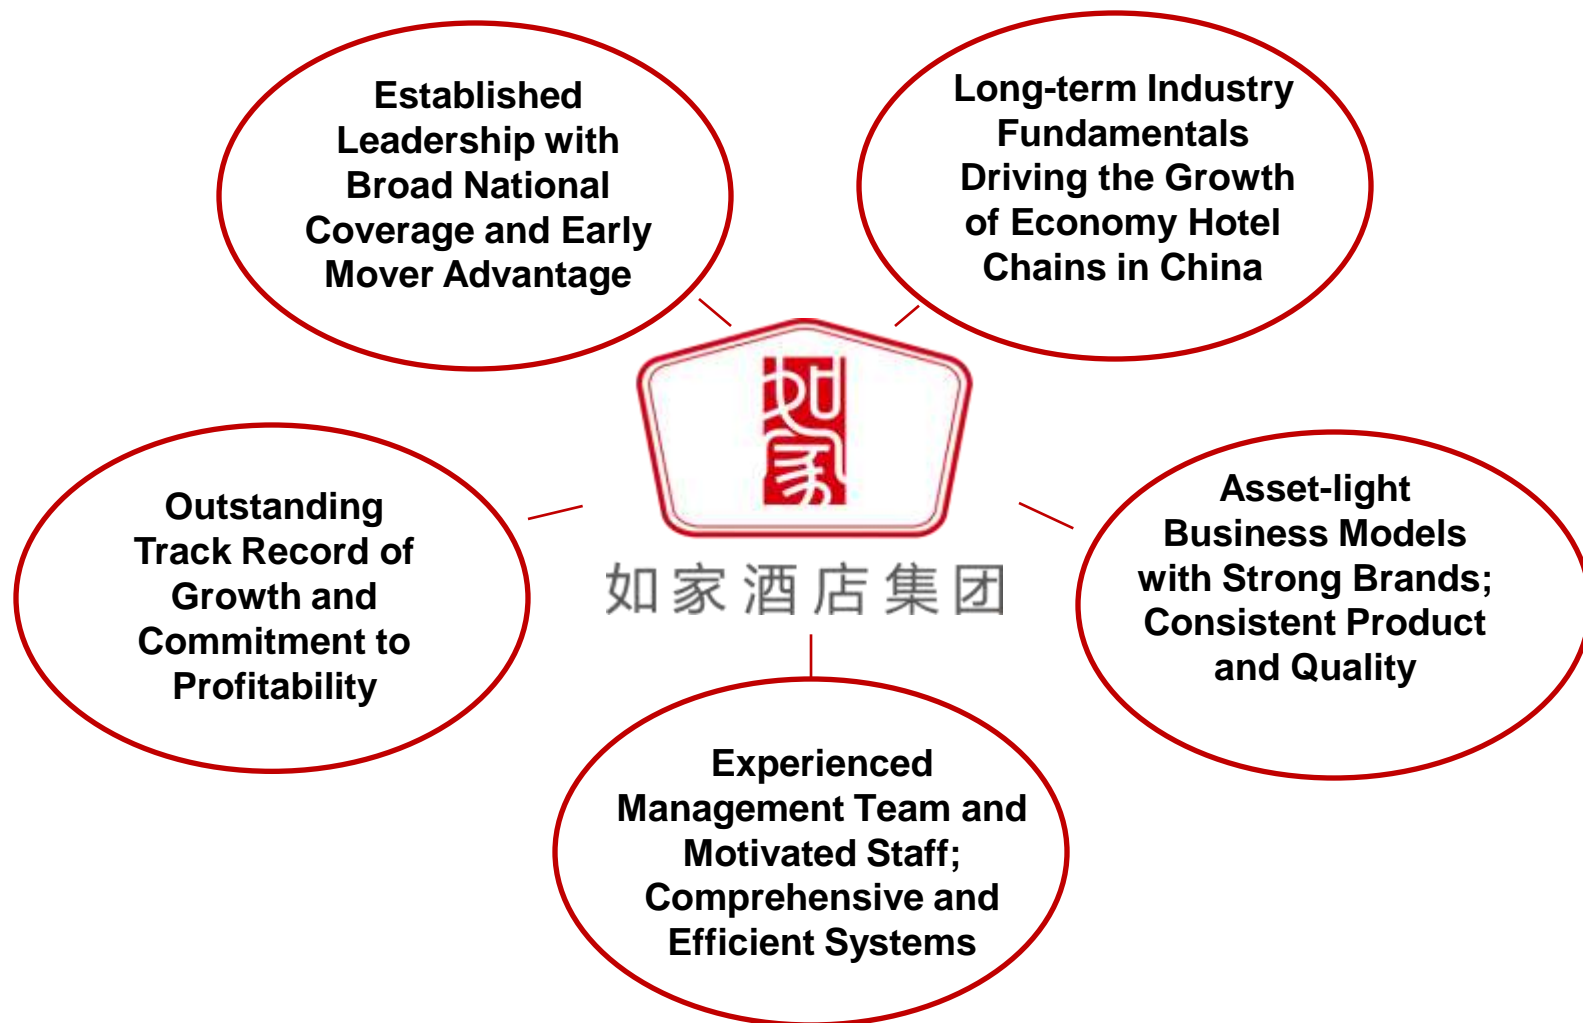 Established
Leadership with
Broad National
Coverage and Early
Mover Advantage
Long-term Industry
Fundamentals
Driving the Growth
of Economy Hotel
Chains in China
如家
如家酒店集团
Outstanding
Track Record of
Growth and
Commitment to
Profitability
Asset-light
Business Models
with Strong Brands;
Consistent Product
and Quality
Experienced
Management Team and
Motivated Staff;
Comprehensive and
Efficient Systems